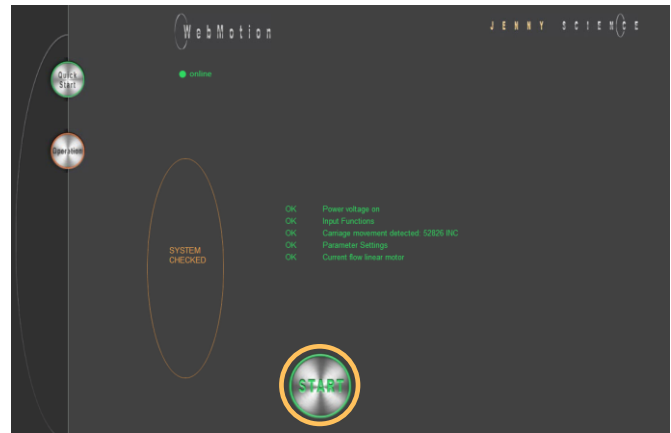 WebMotion
JENNY SCIENCE
Quick
Start
online
Operation
OK Power voltage on
OK Input Functions
OK Carriage movement detected: 52826 INC
OK Parameter Settings
OK Current flow linear motor
SYSTEM
CHECKED
START